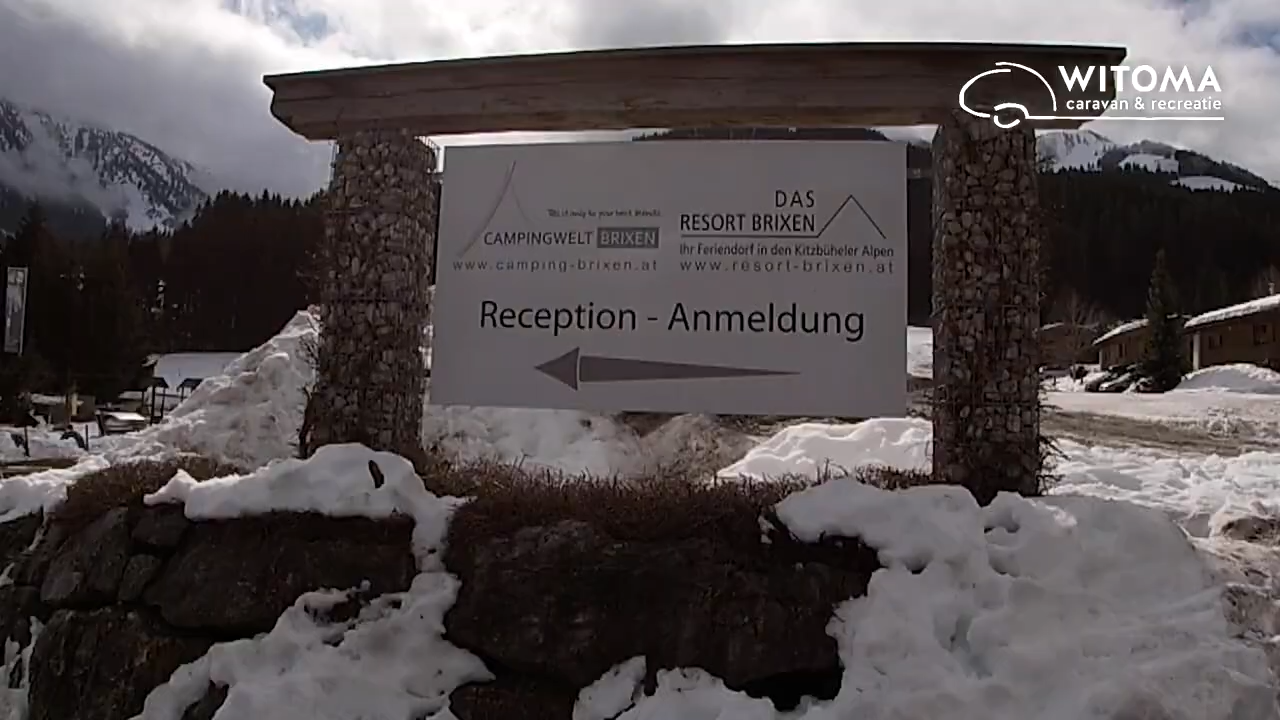 WITOMA
caravan & recreatie
CAMPINGWELT BRIXEN
www.camping-brixen.at
DAS
RESORT BRIXEN
Ihr Feriendorf in den Kitzbüheler Alpen
www.resort-brixen.at
Reception - Anmeldung